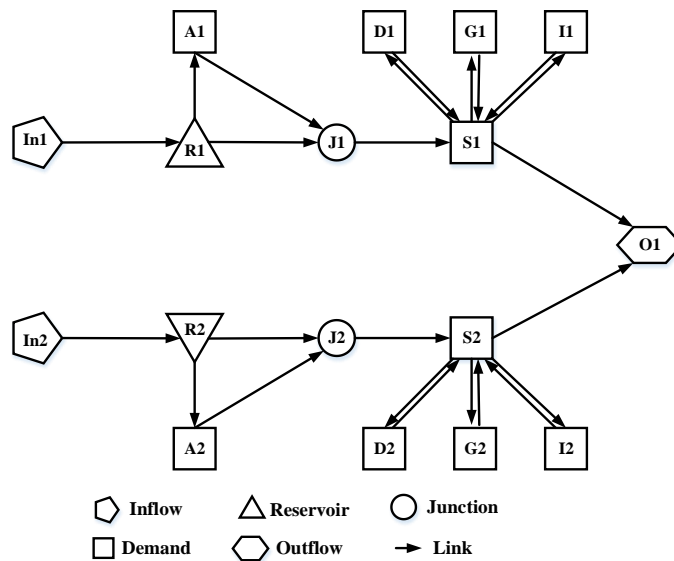 A1 D1 G1 I1
In1 R1 J1 S1
O1
In2 R2 J2 S2
A2 D2 G2 I2
Inflow Reservoir Junction
Demand Outflow Link